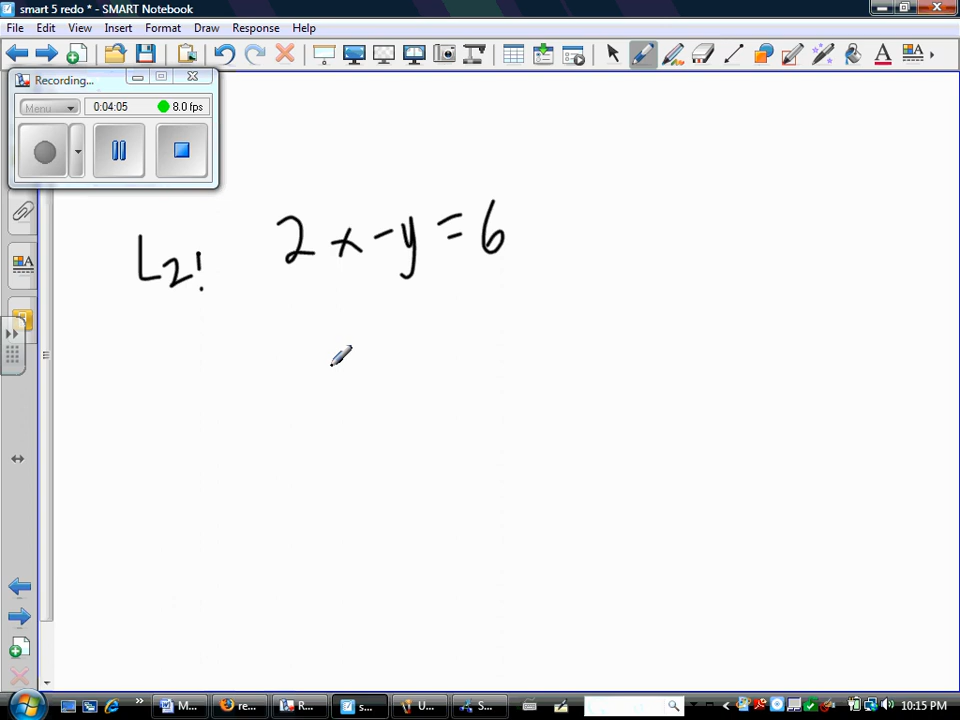 smart 5 redo * - SMART Notebook
File Edit View Insert Format Draw Response Help
Recording...
Menu 0:04:05 8.0 fps
L2! 2x-y=6
M... re... R... s... U... S... 10:15 PM